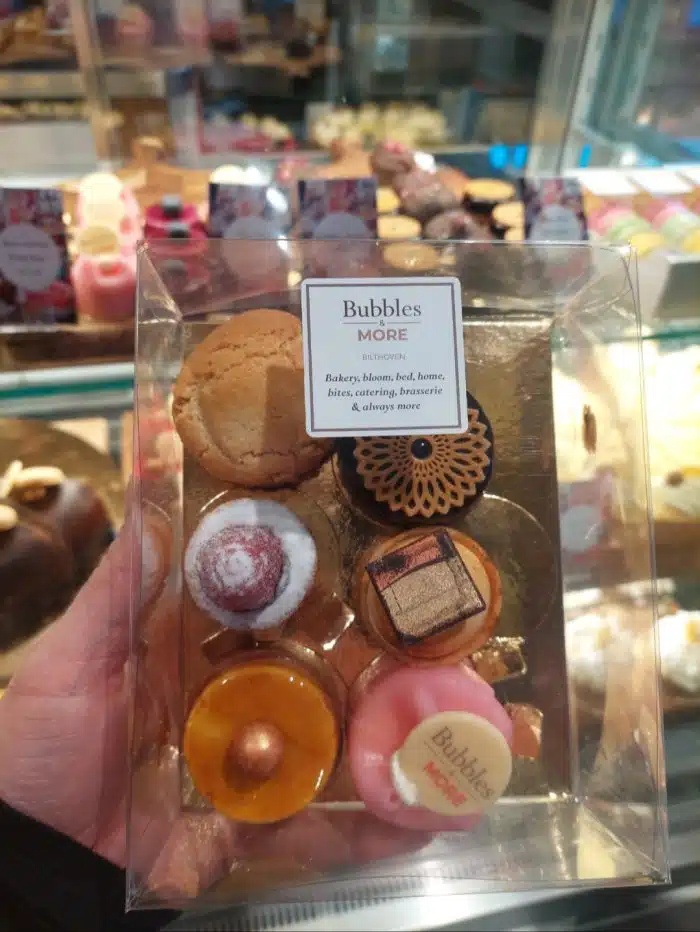 Bubbles
&
MORE
BILTHOVEN
Bakery, bloom, bed, home,
bites, catering, brasserie
& always more
Bubbles
MORE